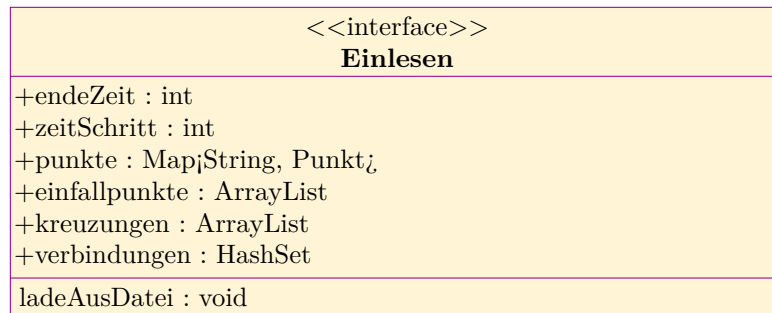 <<interface>>
Einlesen
+endeZeit : int
+zeitSchritt : int
+punkte : Map¡String, Punkt¿
+einfallpunkte : ArrayList
+kreuzungen : ArrayList
+verbindungen : HashSet
ladeAusDatei : void